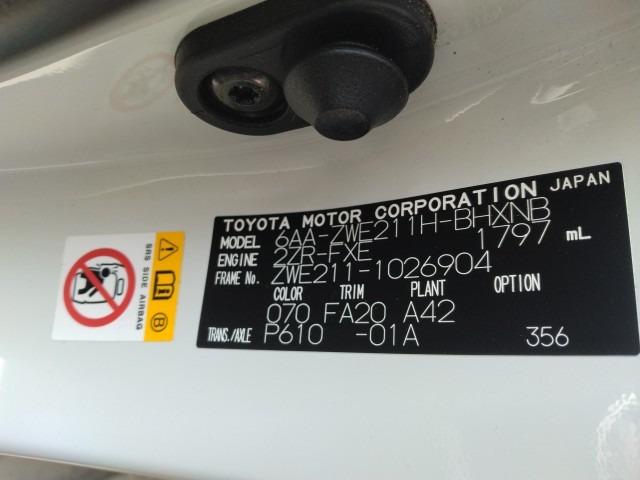 TOYOTA MOTOR CORPORATION JAPAN
MODEL 6AA-ZWE211H-BHXNB
ENGINE 2ZR-FXE 1797 mL
FRAME No. ZWE211-1026904
COLOR TRIM PLANT OPTION
070 FA20 A42
TRANS./AXLE P610 -01A 356
SRS SIDE AIRBAG
B